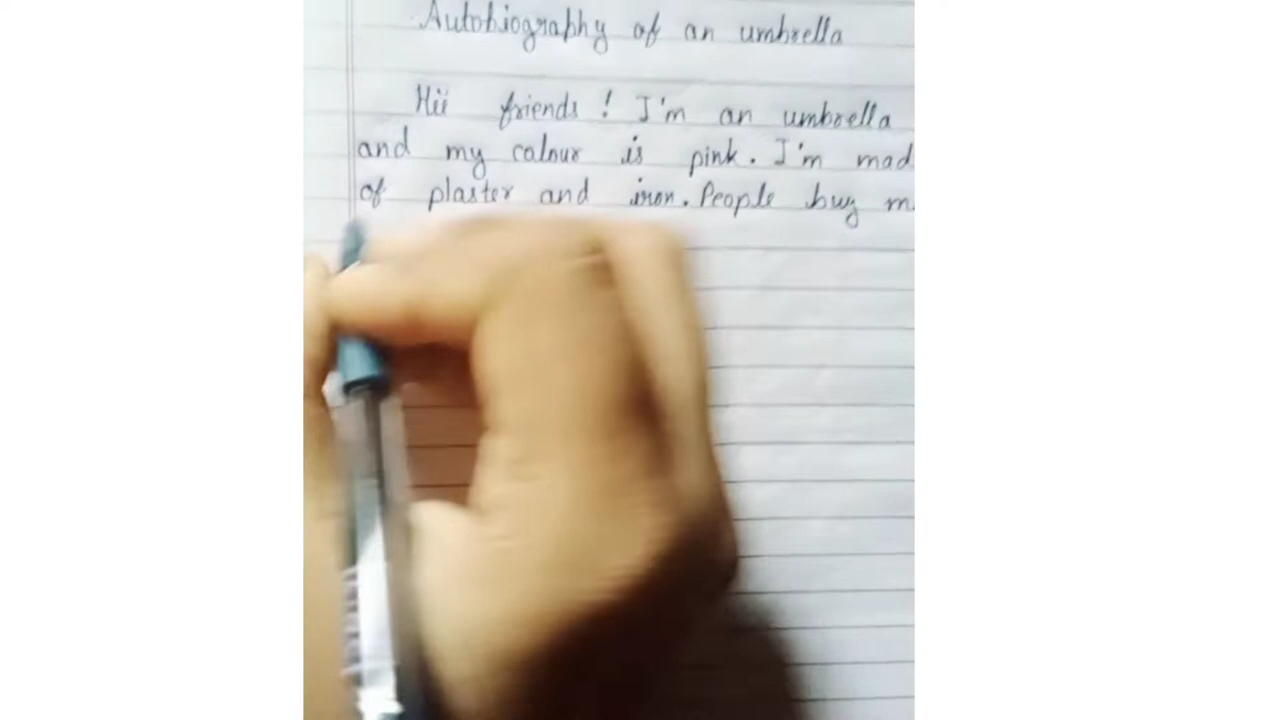 Autobiography of an umbrella
Hii friends! I'm an umbrella
and my colour is pink. I'm mad
of plaster and iron. People buy m